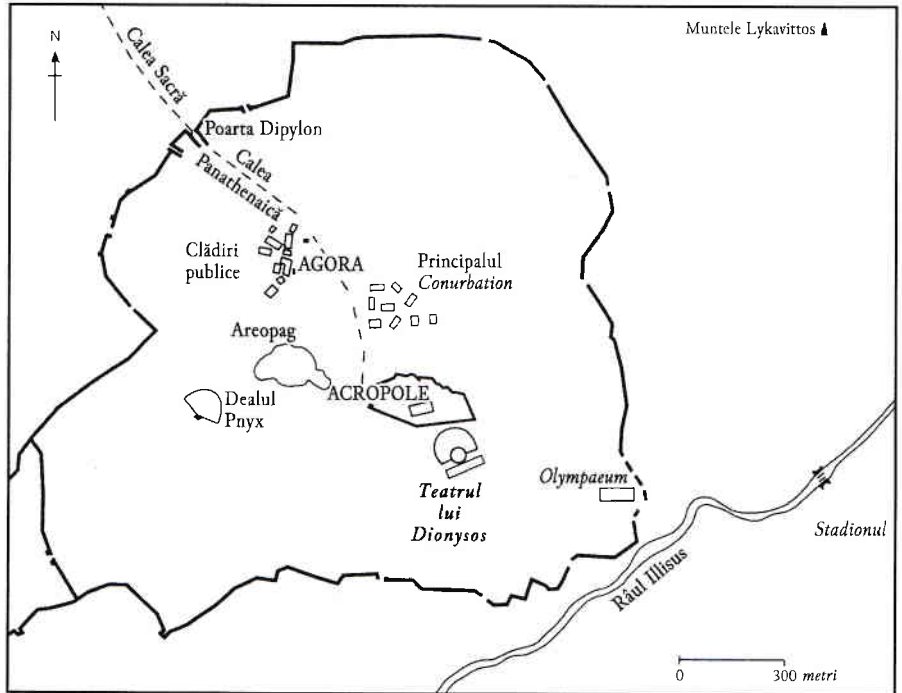 N
Muntele Lykavittos
Calea Sacră
Poarta Dipylon
Calea
Panathenaică
Clădiri
publice
AGORA
Principalul
Conurbation
Areopag
Dealul
Pnyx
ACROPOLE
Teatrul
lui
Dionysos
Olympaeum
Stadionul
Râul Illisus
0 300 metri